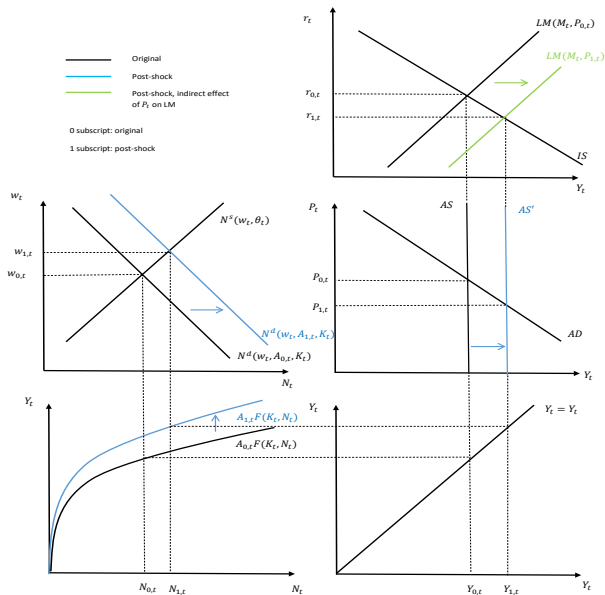 Original
Post-shock
Post-shock, indirect effect
of P_t on LM
0 subscript: original
1 subscript: post-shock
r_t
LM(M_t, P_{0,t})
LM(M_t, P_{1,t})
r_{0,t}
r_{1,t}
IS
Y_t
w_t
N^s(w_t, θ_t)
w_{1,t}
w_{0,t}
N^d(w_t, A_{1,t}, K_t)
N^d(w_t, A_{0,t}, K_t)
N_t
P_t
AS
AS'
P_{0,t}
P_{1,t}
AD
Y_t
Y_t
A_{1,t}F(K_t, N_t)
A_{0,t}F(K_t, N_t)
N_{0,t}
N_{1,t}
N_t
Y_t
Y_t = Y_t
Y_{0,t}
Y_{1,t}
Y_t